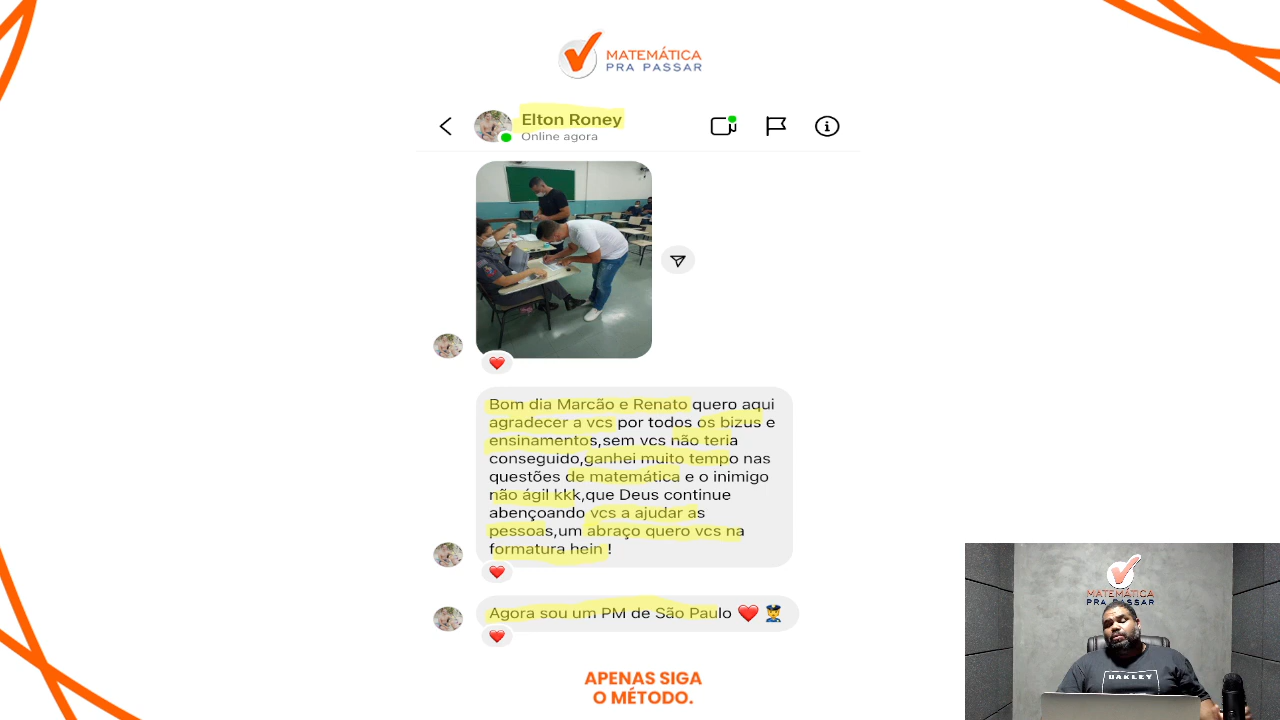 MATEMÁTICA
PRA PASSAR
Elton Roney
Online agora
Bom dia Marcão e Renato quero aqui
agradecer a vcs por todos os bizus e
ensinamentos,sem vcs não teria
conseguido,ganhei muito tempo nas
questões de matemática e o inimigo
não ágil kkk,que Deus continue
abençoando vcs a ajudar as
pessoas,um abraço quero vcs na
formatura hein !
Agora sou um PM de São Paulo ❤️ 👮
APENAS SIGA
O MÉTODO.
MATEMÁTICA
PRA PASSAR
OAKLEY